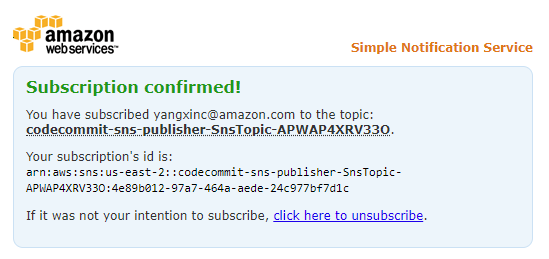 amazon
webservices™
Simple Notification Service
Subscription confirmed!
You have subscribed yangxinc@amazon.com to the topic:
codecommit-sns-publisher-SnsTopic-APWAP4XRV33O.
Your subscription's id is:
arn:aws:sns:us-east-2::codecommit-sns-publisher-SnsTopic-
APWAP4XRV33O:4e89b012-97a7-464a-aede-24c977bf7d1c
If it was not your intention to subscribe, click here to unsubscribe.